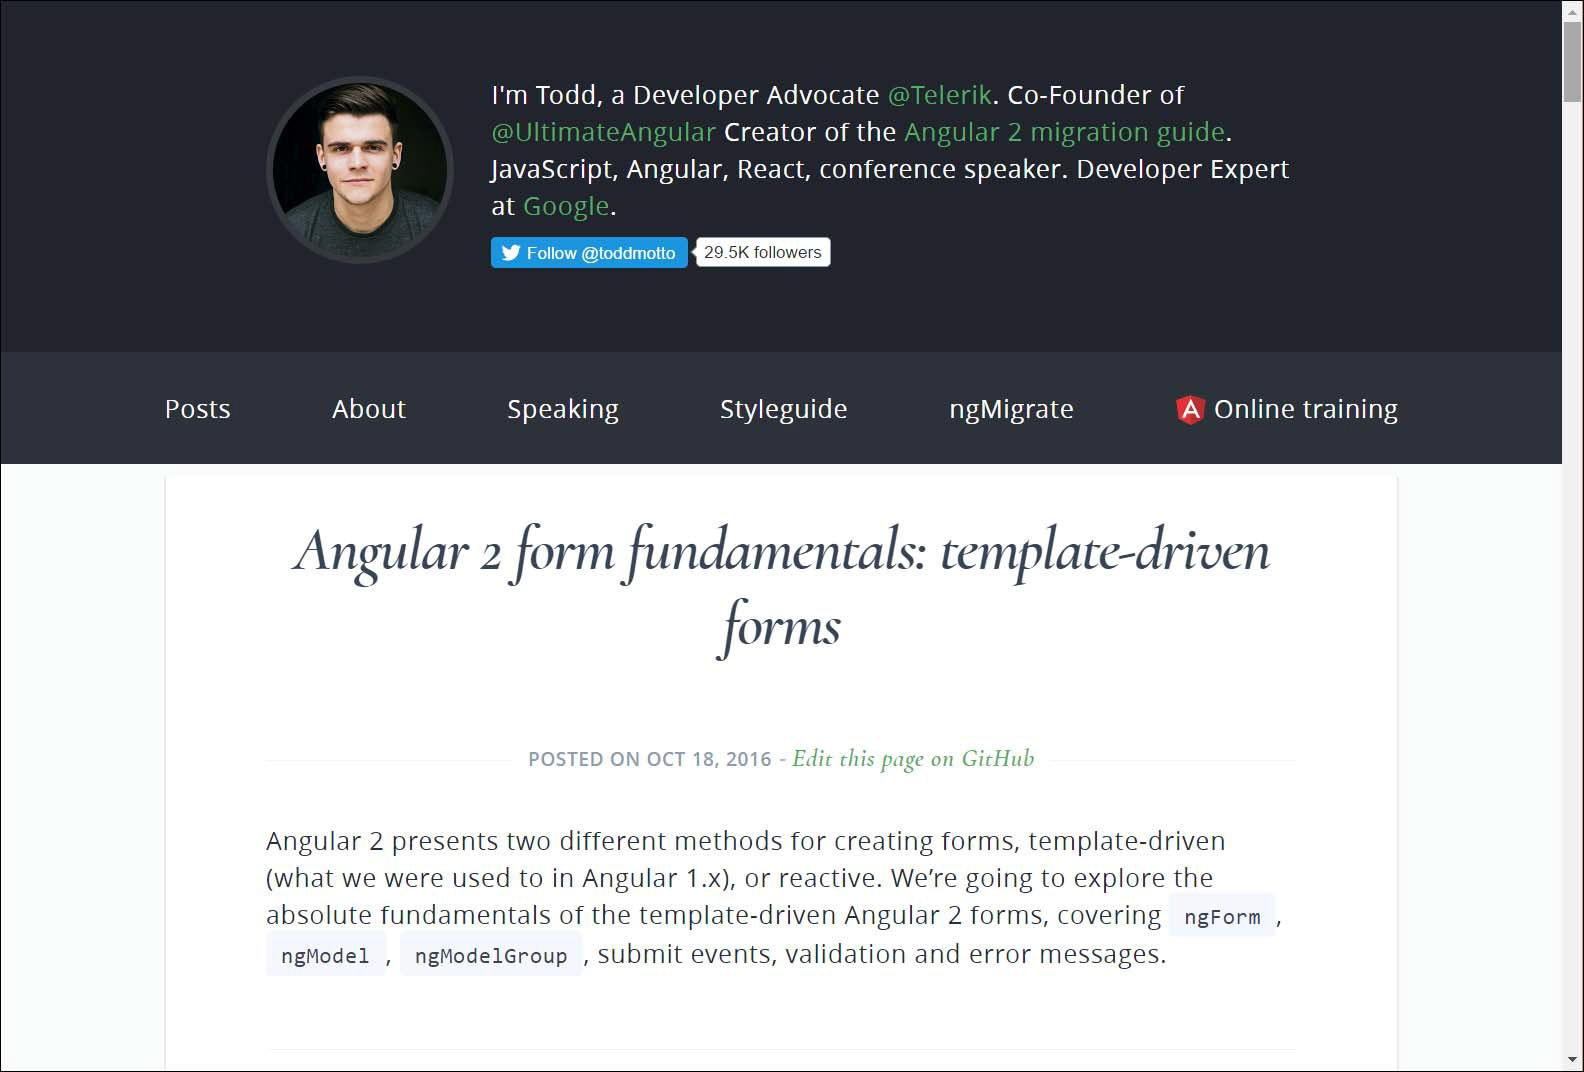 I'm Todd, a Developer Advocate @Telerik. Co-Founder of
@UltimateAngular Creator of the Angular 2 migration guide.
JavaScript, Angular, React, conference speaker. Developer Expert
at Google.
Follow @toddmotto 29.5K followers
Posts About Speaking Styleguide ngMigrate A Online training
Angular 2 form fundamentals: template-driven
forms
POSTED ON OCT 18, 2016 - Edit this page on GitHub
Angular 2 presents two different methods for creating forms, template-driven
(what we were used to in Angular 1.x), or reactive. We’re going to explore the
absolute fundamentals of the template-driven Angular 2 forms, covering ngForm ,
ngModel , ngModelGroup , submit events, validation and error messages.